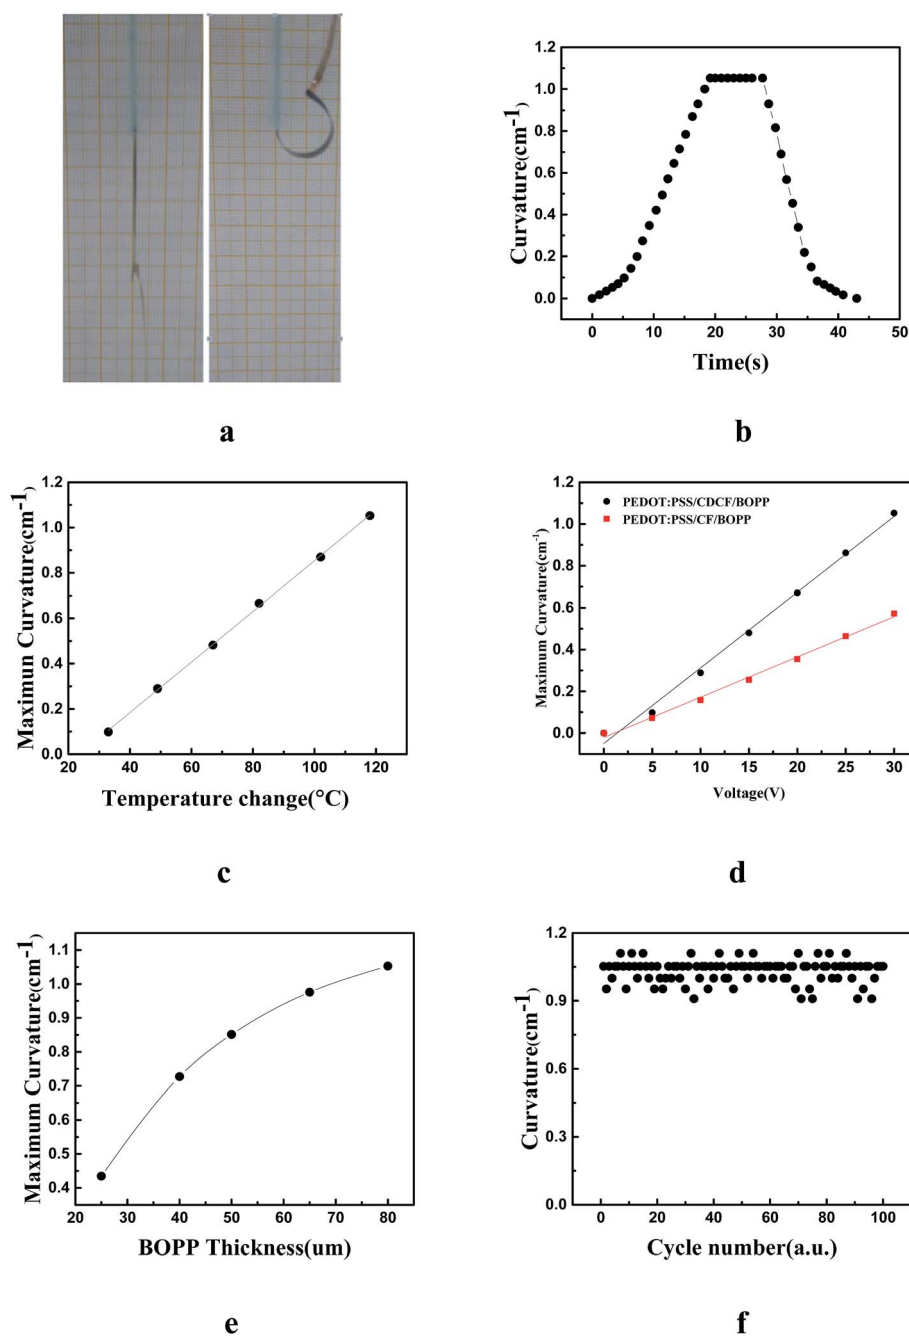 a
1.2
1.0
0.8
0.6
0.4
0.2
0.0
Curvature(cm-1)
0 10 20 30 40 50
Time(s)
b
1.2
1.0
0.8
0.6
0.4
0.2
0.0
Maximun Curvature(cm-1)
20 40 60 80 100 120
Temperature change(°C)
c
1.2
1.0
0.8
0.6
0.4
0.2
0.0
Maximum Curvature(cm-1)
PEDOT:PSS/CDCF/BOPP
PEDOT:PSS/CF/BOPP
0 5 10 15 20 25 30
Voltage(V)
d
1.1
1.0
0.9
0.8
0.7
0.6
0.5
0.4
Maximum Curvature(cm-1)
20 30 40 50 60 70 80
BOPP Thickness(um)
e
1.2
0.9
0.6
0.3
0.0
Curvature(cm-1)
0 20 40 60 80 100
Cycle number(a.u.)
f